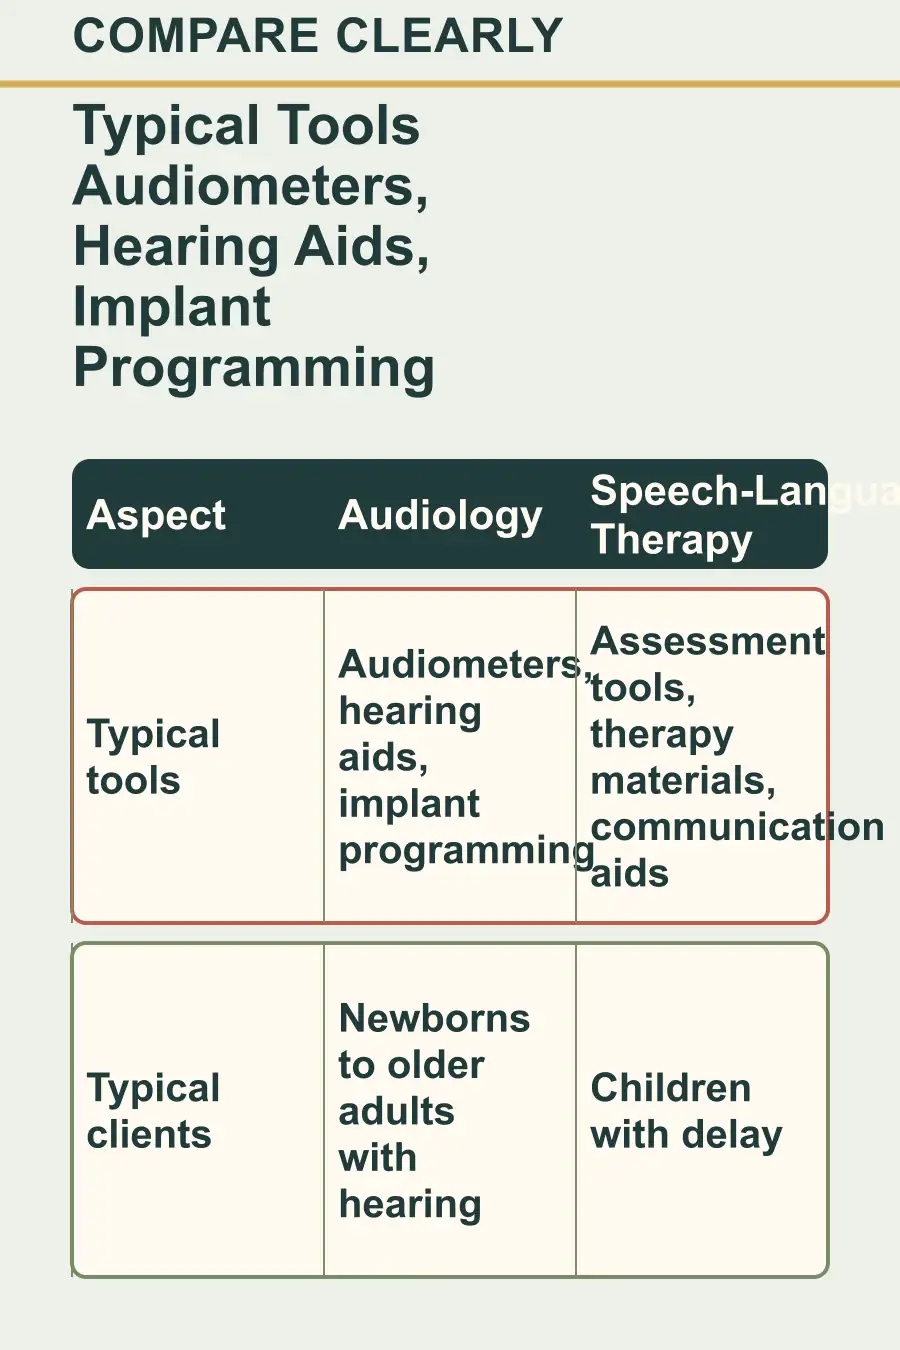 COMPARE CLEARLY
Typical Tools
Audiometers,
Hearing Aids,
Implant
Programming
Aspect
Audiology
Speech-Langua
Therapy
Typical
tools
Audiometers,
hearing
aids,
implant
programming
Assessment
tools,
therapy
materials,
communication
aids
Typical
clients
Newborns
to older
adults
with
hearing
Children
with delay